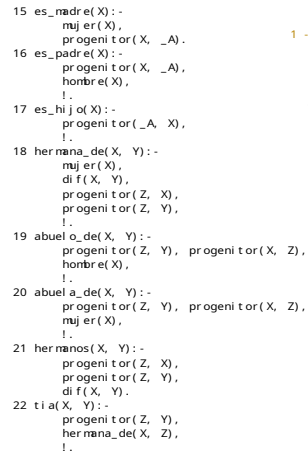 15 es_madre(X):-
mujer(X),
progenitor(X, _A).
1 -
16 es_padre(X):-
progenitor(X, _A),
hombre(X),
!.
17 es_hijo(X):-
progenitor(_A, X),
!.
18 hermana_de(X, Y):-
mujer(X),
dif(X, Y),
progenitor(Z, X),
progenitor(Z, Y),
!.
19 abuelo_de(X, Y):-
progenitor(Z, Y), progenitor(X, Z),
hombre(X),
!.
20 abuela_de(X, Y):-
progenitor(Z, Y), progenitor(X, Z),
mujer(X),
!.
21 hermanos(X, Y):-
progenitor(Z, X),
progenitor(Z, Y),
dif(X, Y).
22 tia(X, Y):-
progenitor(Z, Y),
hermana_de(X, Z),
!.